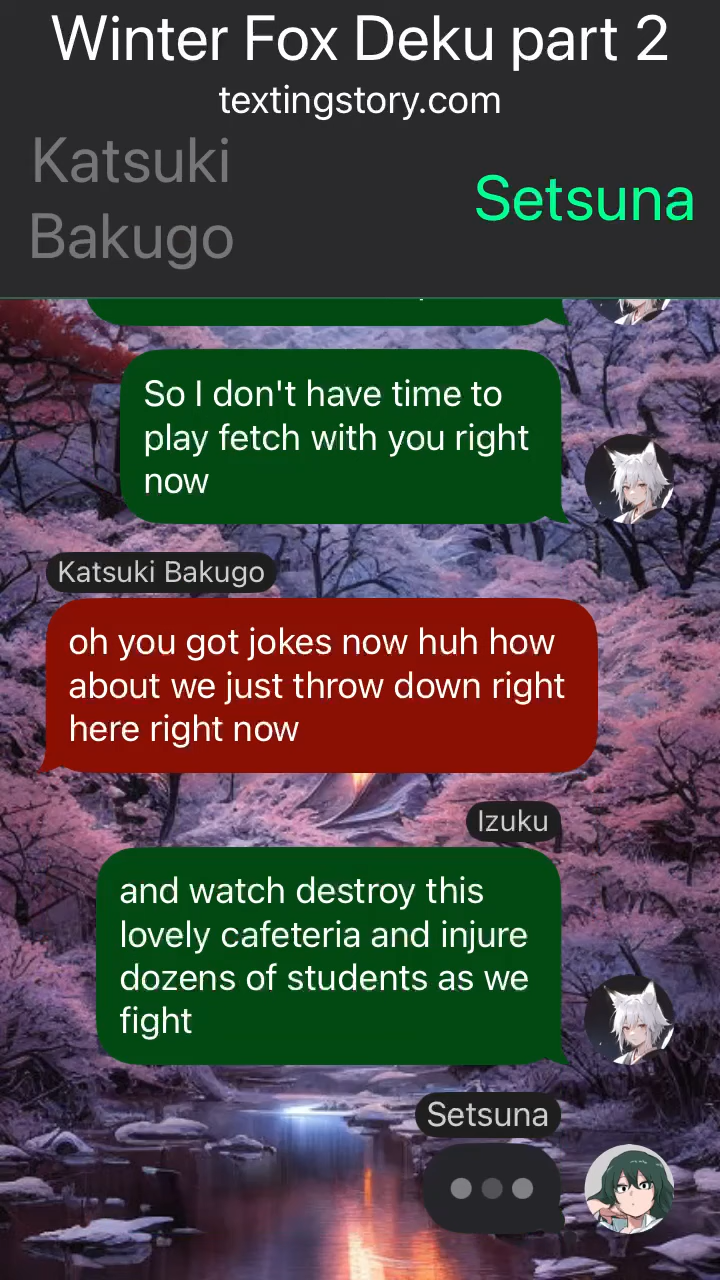 Winter Fox Deku part 2
textingstory.com
Katsuki
Bakugo
Setsuna
So I don't have time to
play fetch with you right
now
Katsuki Bakugo
oh you got jokes now huh how
about we just throw down right
here right now
Izuku
and watch destroy this
lovely cafeteria and injure
dozens of students as we
fight
Setsuna